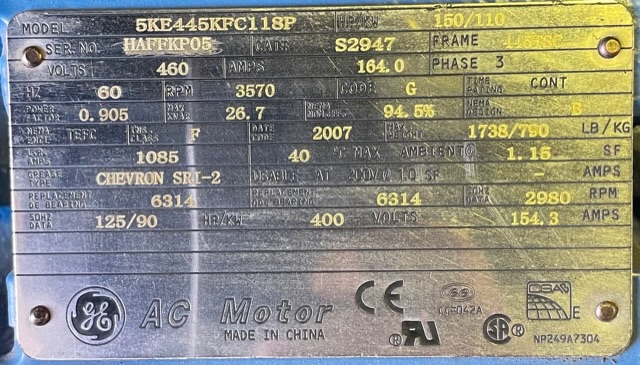 MODEL 5KE445KFC118P HP/KW 150/110
SER. NO. HAFFKP05 CAT# S2947 FRAME
VOLTS 460 AMPS 164.0 PHASE 3
HZ 60 RPM 3570 CODE G TIME RATING CONT
POWER FACTOR 0.905 MAX KVAR 26.7 NEMA NOM. EFF. 94.5% NEMA DESIGN B
TEFC INS. CLASS F DATE CODE 2007 MAX 1738/790 LB/KG
AMPS 1085 40 °C MAX AMBIENT@ 1.15 SF
GREASE TYPE CHEVRON SRI-2 USABLE AT 200V@ 1.0 SF - AMPS
REPLACEMENT DE BEARING 6314 REPLACEMENT ODE BEARING 6314 50HZ DATA 2980 RPM
50HZ DATA 125/90 HP/KW 400 VOLTS 154.3 AMPS
GE AC Motor CE
MADE IN CHINA
NP249A7304